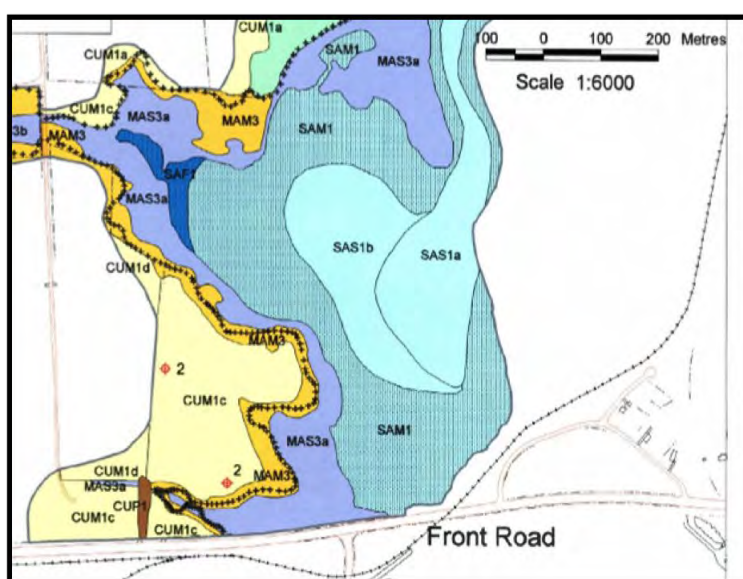 CUM1a
CUM1a
SAM1
MAS3a
100 0 100 200 Metres
Scale 1:6000
CUM1c
MAS3a
MAM3
SAM1
3b
MAM3
SAF1
MAS3a
SAS1b
SAS1a
CUM1d
MAM3
2
CUM1c
MAS3a
SAM1
2
MAM3
CUM1d
MAS3a
CUP1
CUM1c
CUM1c
Front Road